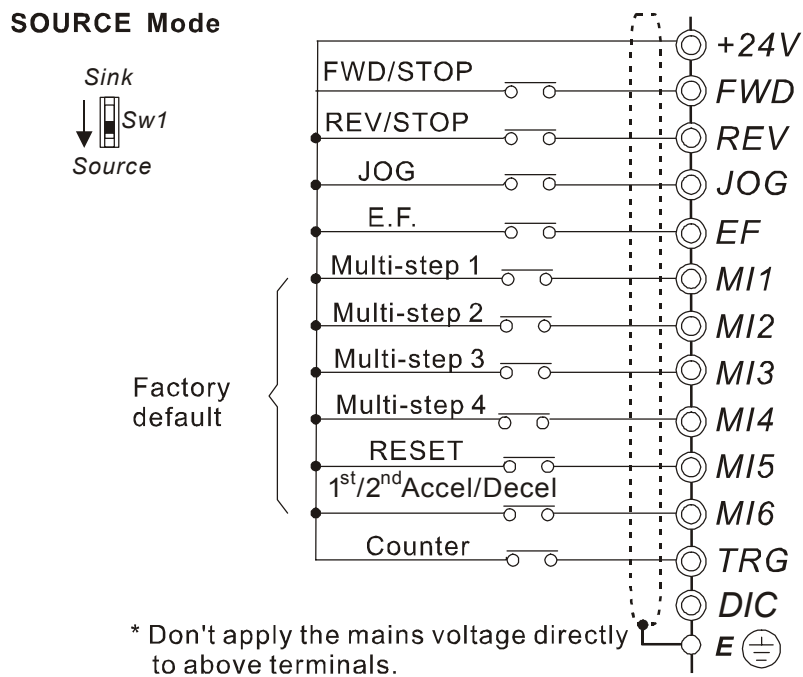 SOURCE Mode
Sink
Sw1
Source
+24V
FWD/STOP
FWD
REV/STOP
REV
JOG
JOG
E.F.
EF
Multi-step 1
MI1
Multi-step 2
MI2
Multi-step 3
MI3
Multi-step 4
MI4
Factory
default
RESET
MI5
1st/2nd Accel/Decel
MI6
Counter
TRG
DIC
E
* Don't apply the mains voltage directly
to above terminals.